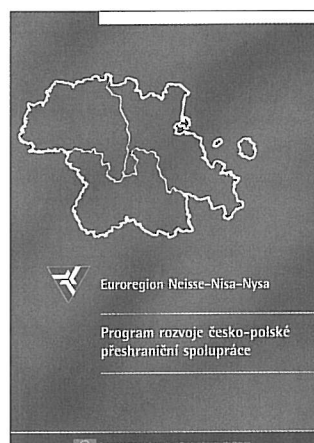 Euroregion Neisse-Nisa-Nysa
Program rozvoje česko-polské
přeshraniční spolupráce